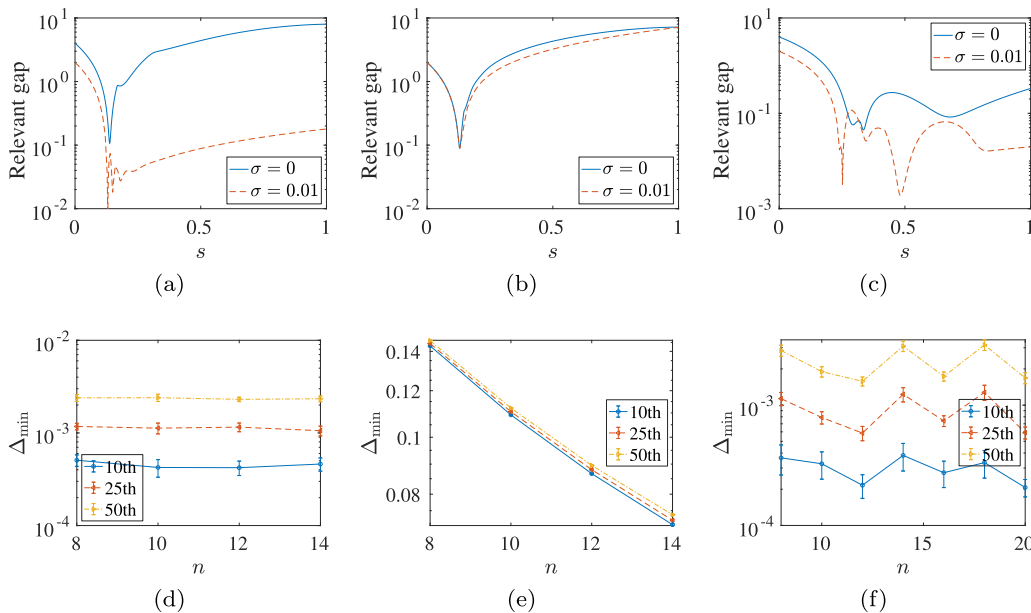 10^1
10^0
10^{-1}
10^{-2}
Relevant gap
σ = 0
σ = 0.01
0
0.5
1
s
(a)
10^1
10^0
10^{-1}
10^{-2}
Relevant gap
σ = 0
σ = 0.01
0
0.5
1
s
(b)
10^1
10^{-1}
10^{-3}
Relevant gap
σ = 0
σ = 0.01
0
0.5
1
s
(c)
10^{-2}
10^{-3}
10^{-4}
Δ_min
10th
25th
50th
8
10
12
14
n
(d)
0.14
0.12
0.1
0.08
Δ_min
10th
25th
50th
8
10
12
14
n
(e)
10^{-3}
10^{-4}
Δ_min
10th
25th
50th
10
15
20
n
(f)